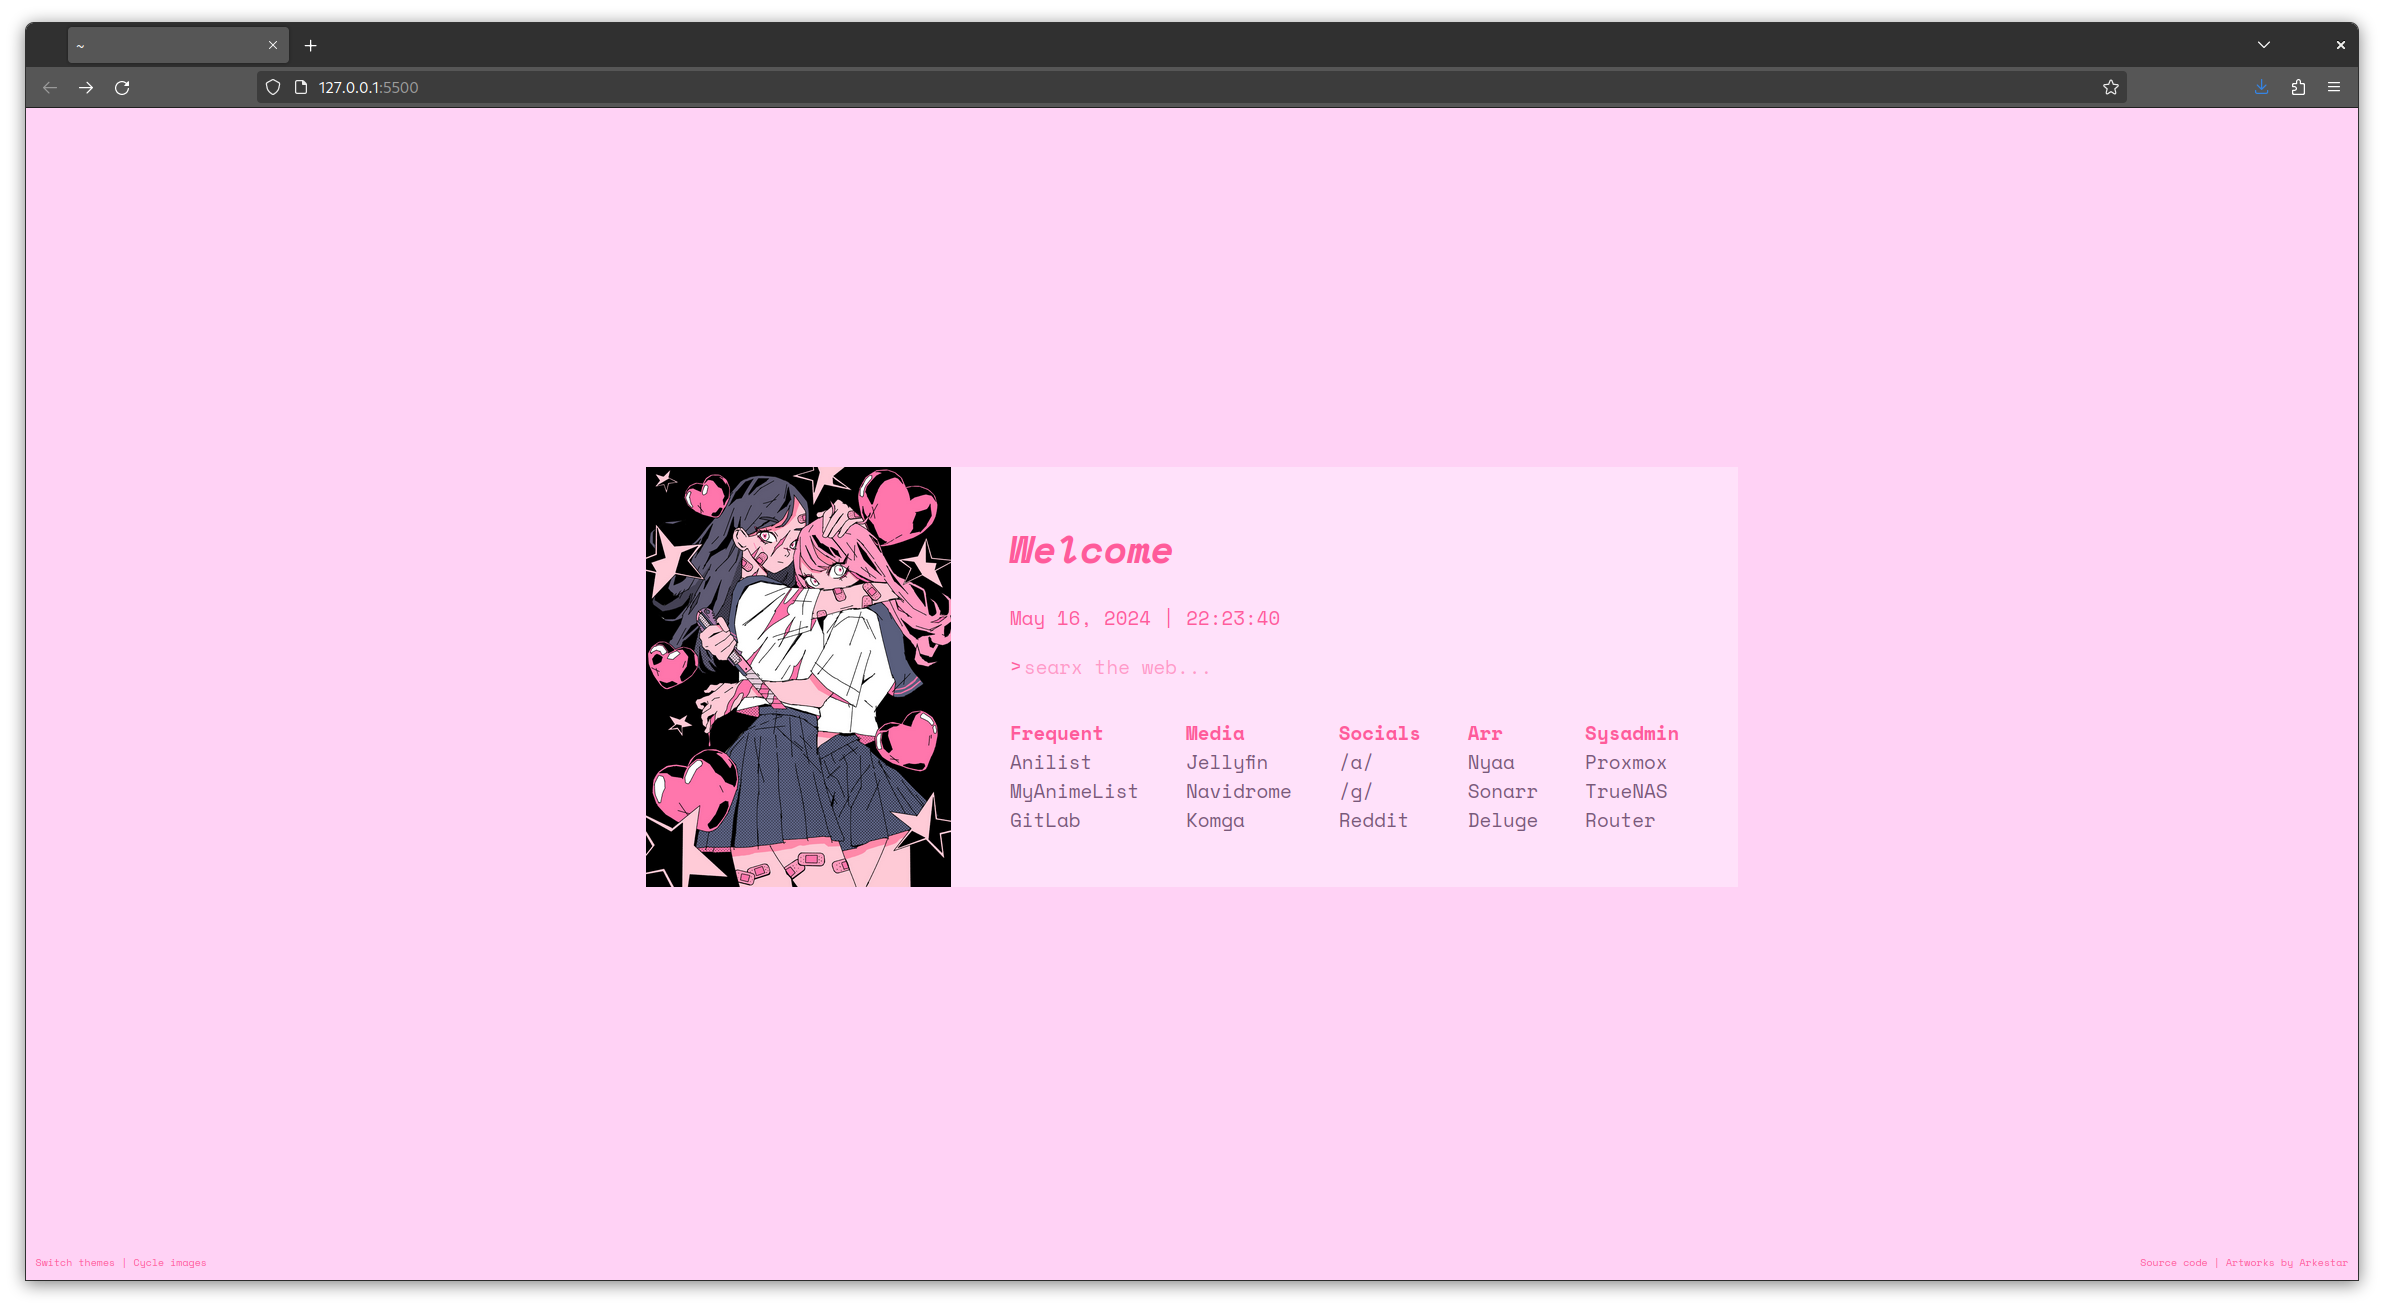 ~
127.0.0.1:5500
Welcome
May 16, 2024 | 22:23:40
>searx the web...
Frequent Media Socials Arr Sysadmin
Anilist Jellyfin /a/ Nyaa Proxmox
MyAnimeList Navidrome /g/ Sonarr TrueNAS
GitLab Komga Reddit Deluge Router
Switch themes | Cycle images
Source code | Artworks by Arkestar